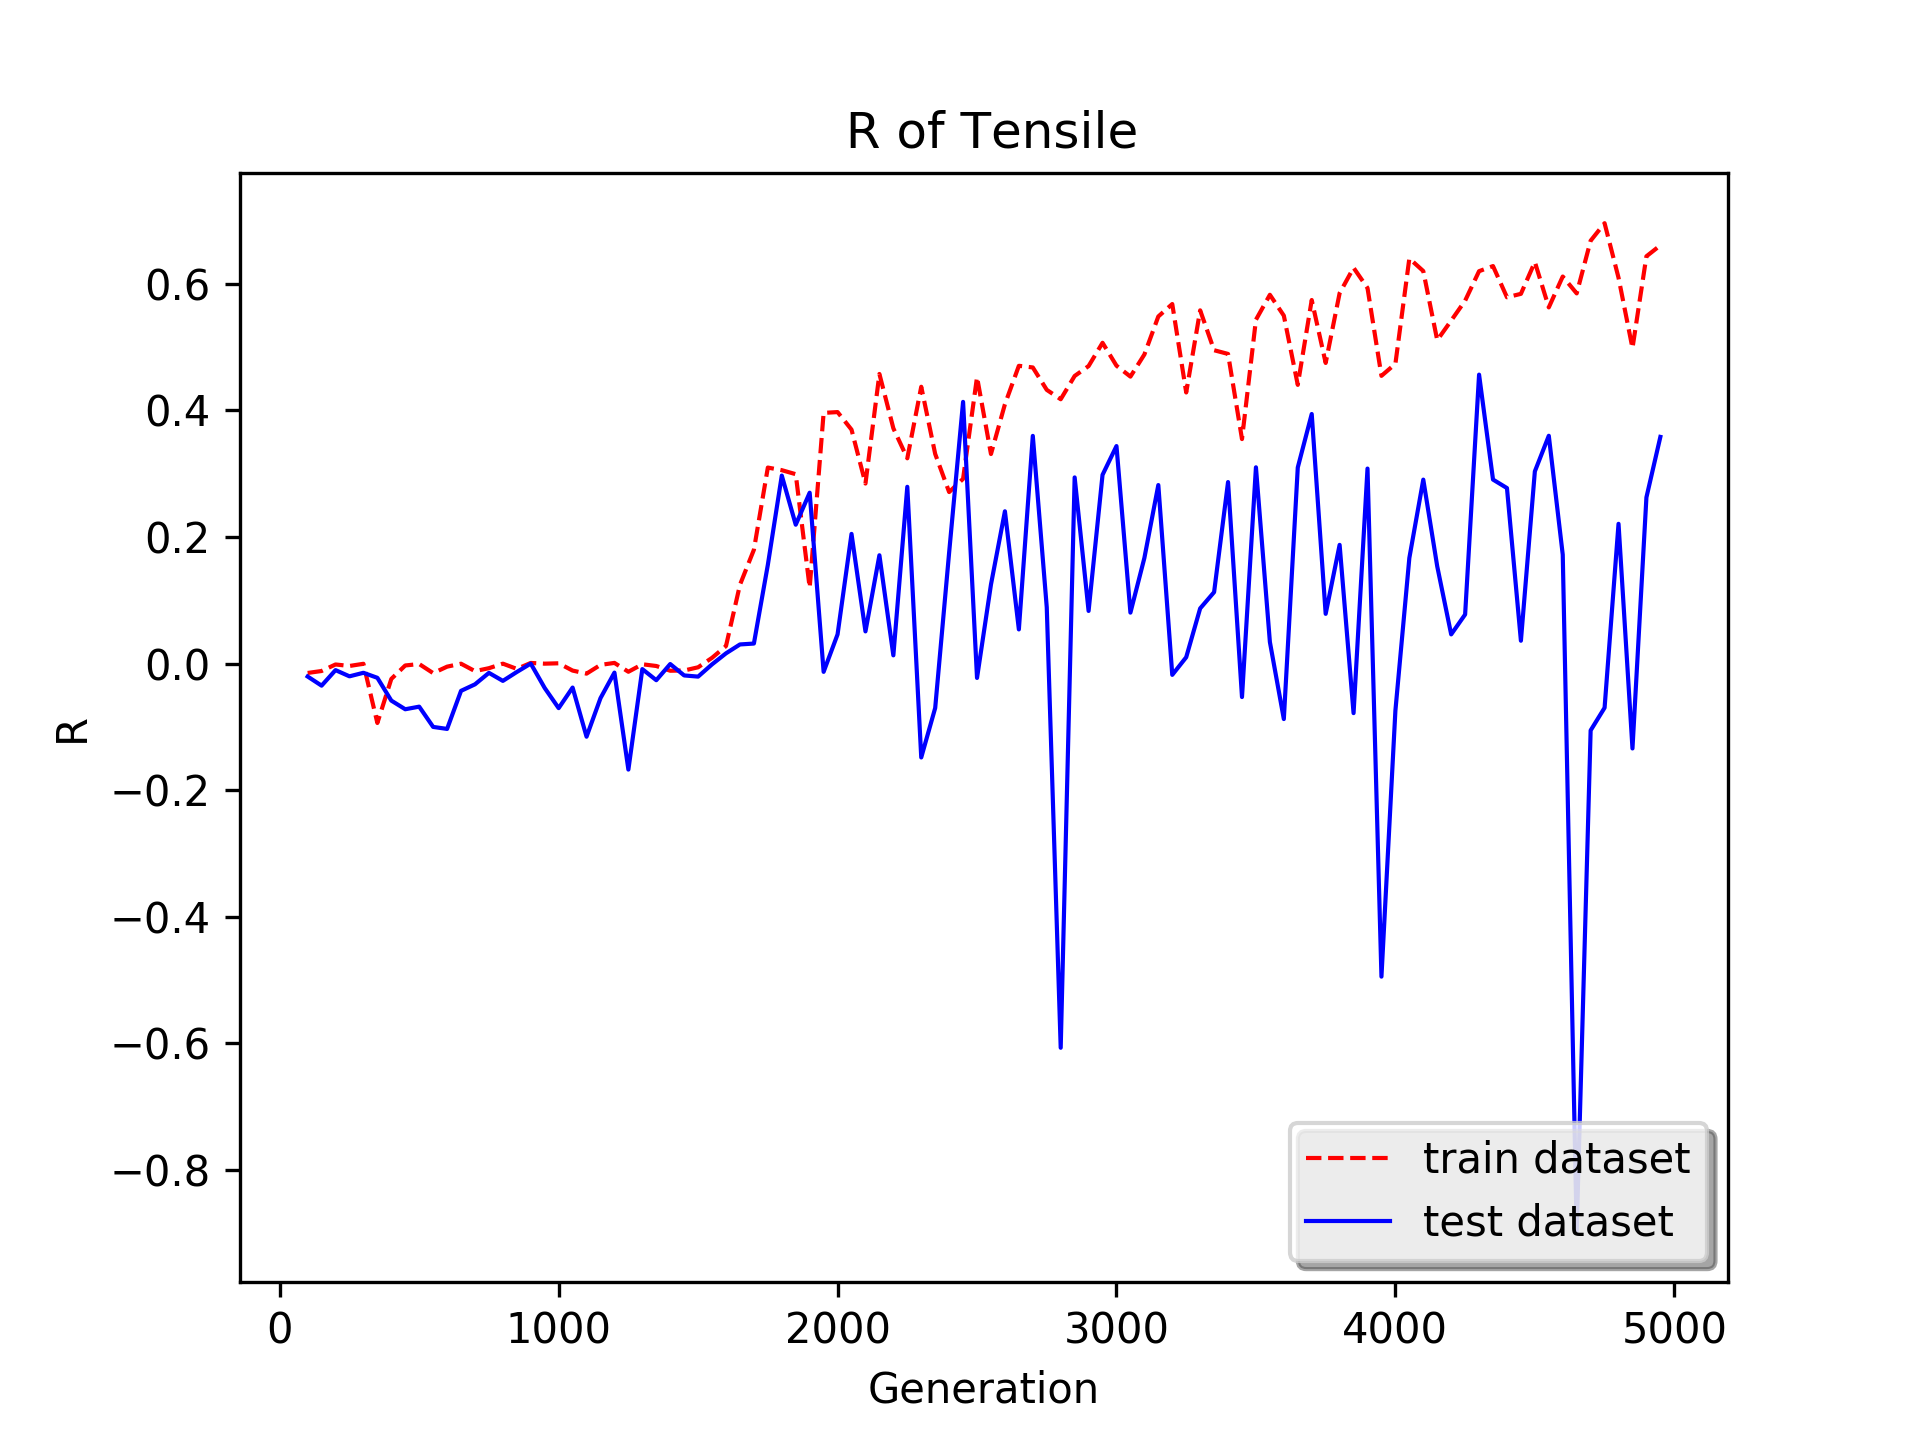 R of Tensile
R
0.6
0.4
0.2
0.0
−0.2
−0.4
−0.6
−0.8
train dataset
test dataset
0 1000 2000 3000 4000 5000
Generation